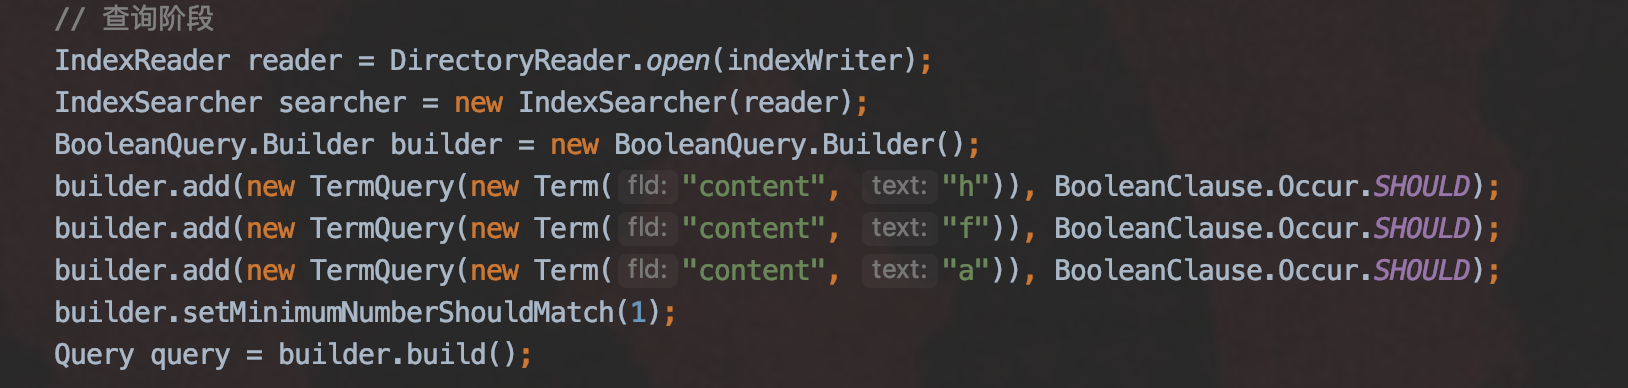 // 查询阶段
IndexReader reader = DirectoryReader.open(indexWriter);
IndexSearcher searcher = new IndexSearcher(reader);
BooleanQuery.Builder builder = new BooleanQuery.Builder();
builder.add(new TermQuery(new Term( fld: "content", text: "h")), BooleanClause.Occur.SHOULD);
builder.add(new TermQuery(new Term( fld: "content", text: "f")), BooleanClause.Occur.SHOULD);
builder.add(new TermQuery(new Term( fld: "content", text: "a")), BooleanClause.Occur.SHOULD);
builder.setMinimumNumberShouldMatch(1);
Query query = builder.build();